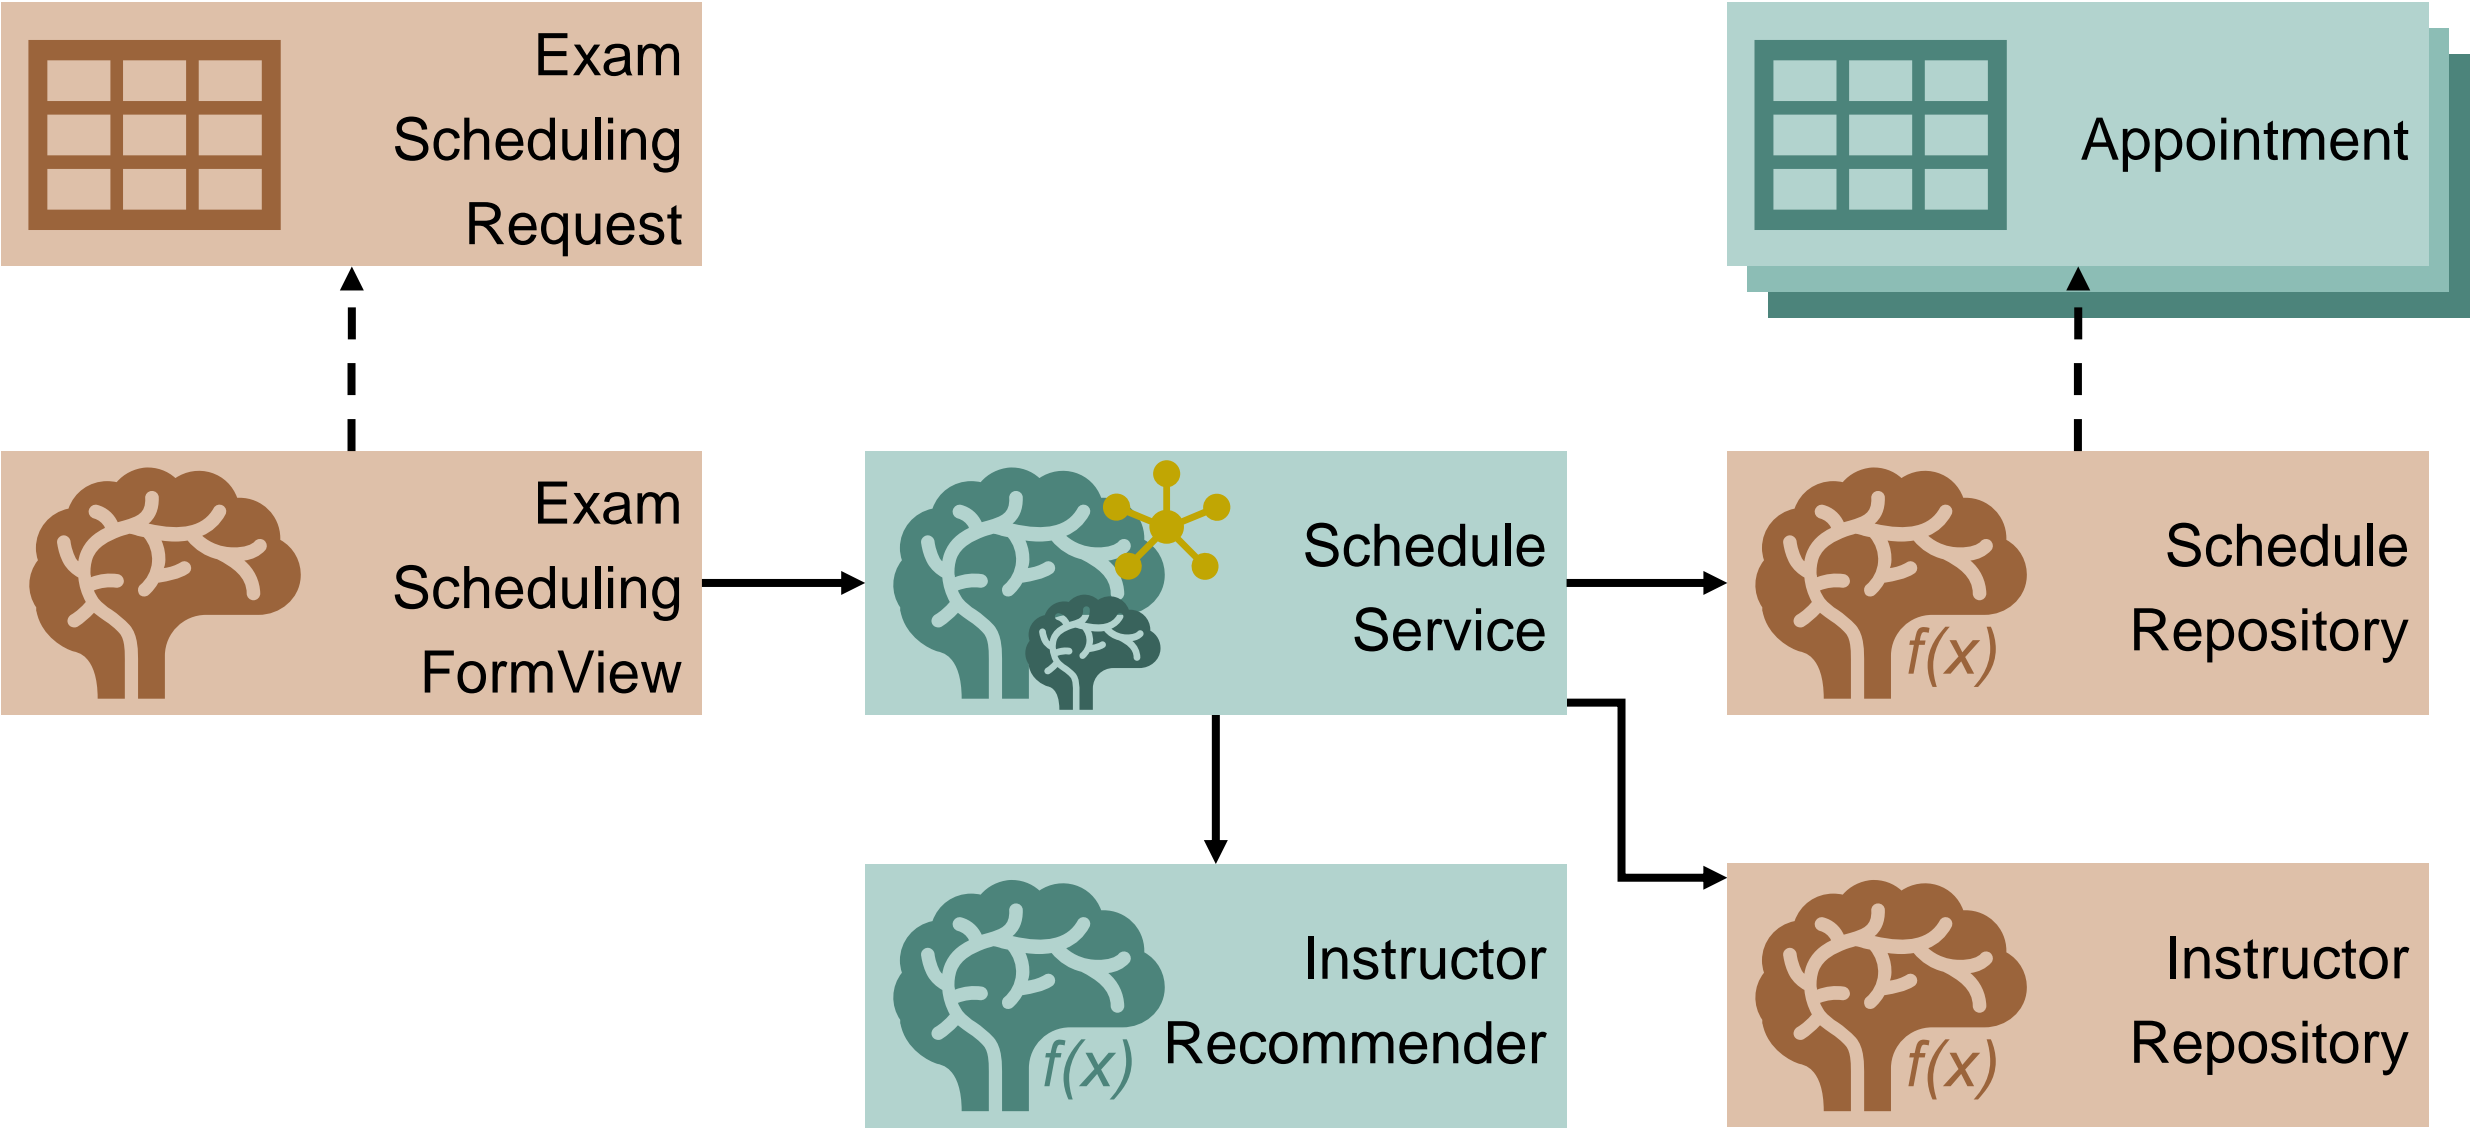 Exam
Scheduling
Request
Appointment
Exam
Scheduling
FormView
Schedule
Service
Schedule
Repository
f(x)
Instructor
Recommender
f(x)
Instructor
Repository
f(x)